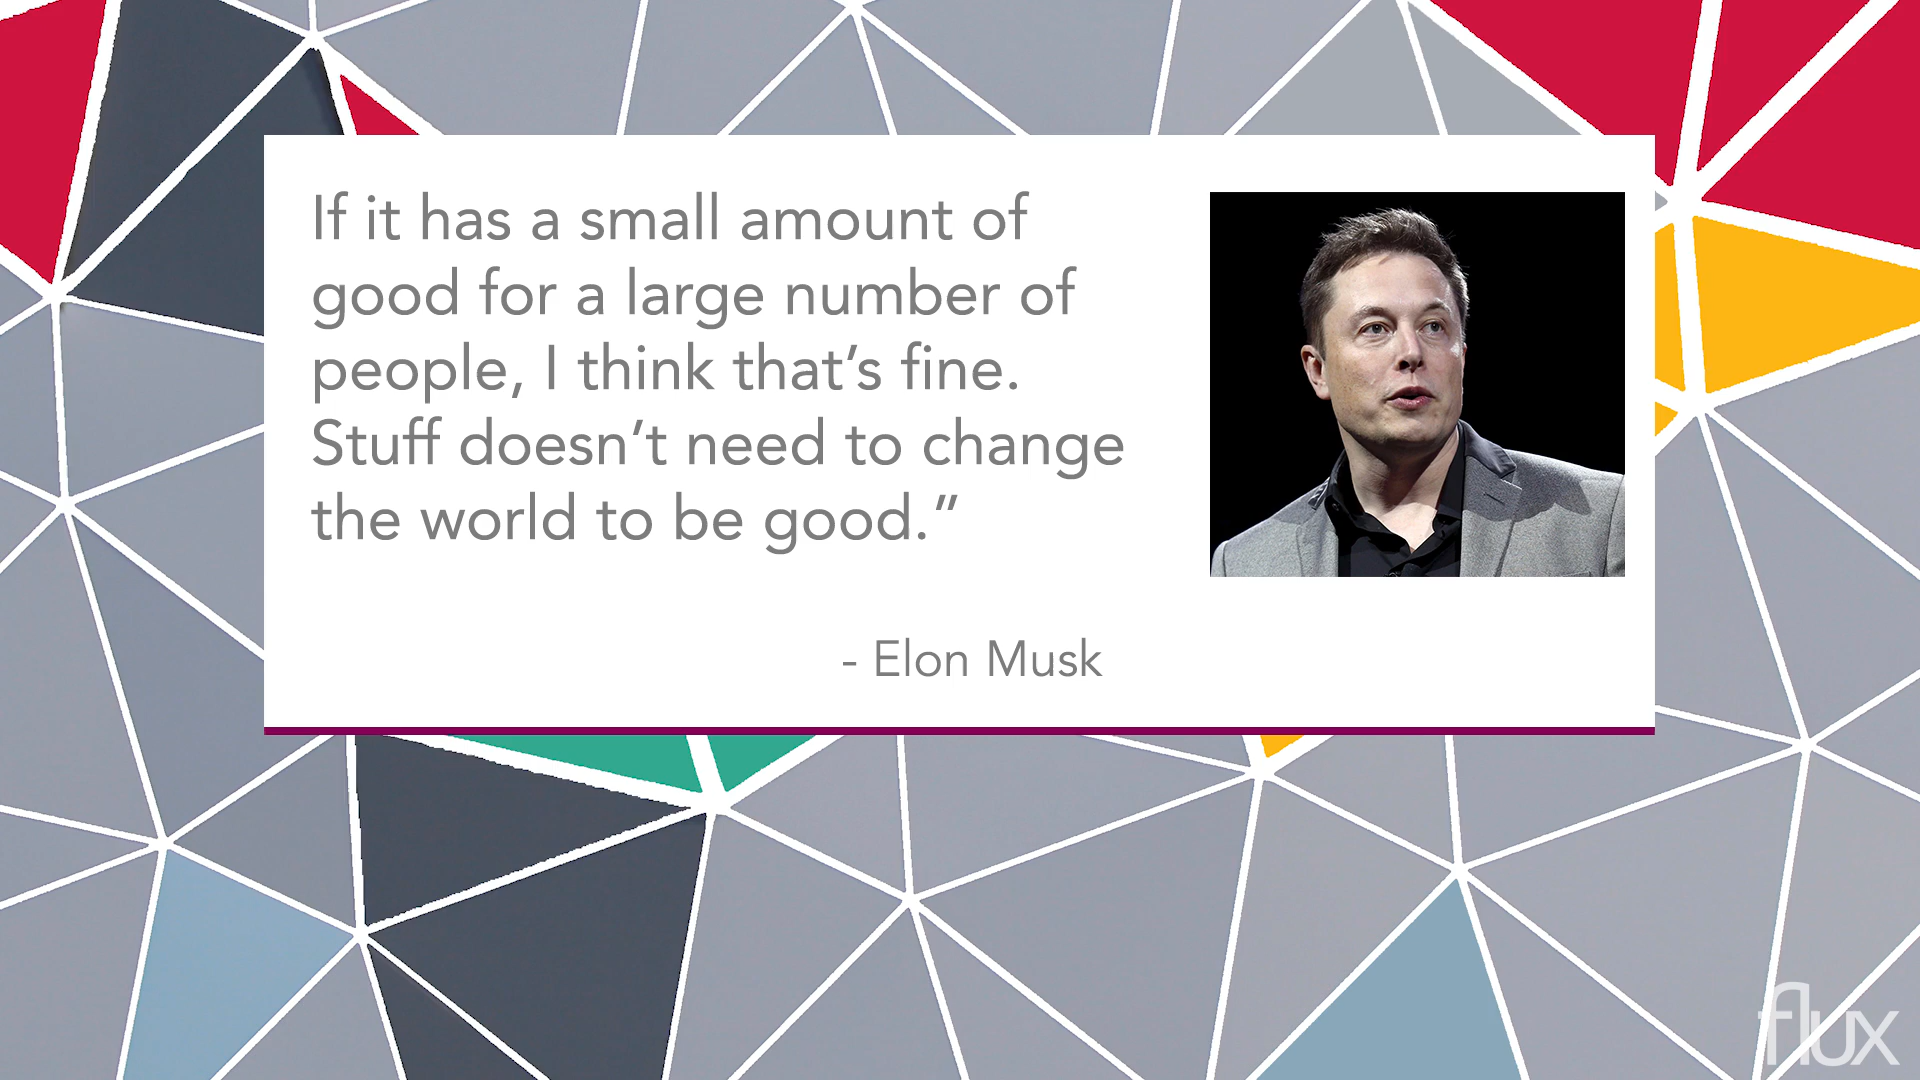 If it has a small amount of
good for a large number of
people, I think that’s fine.
Stuff doesn’t need to change
the world to be good.”
- Elon Musk
flux